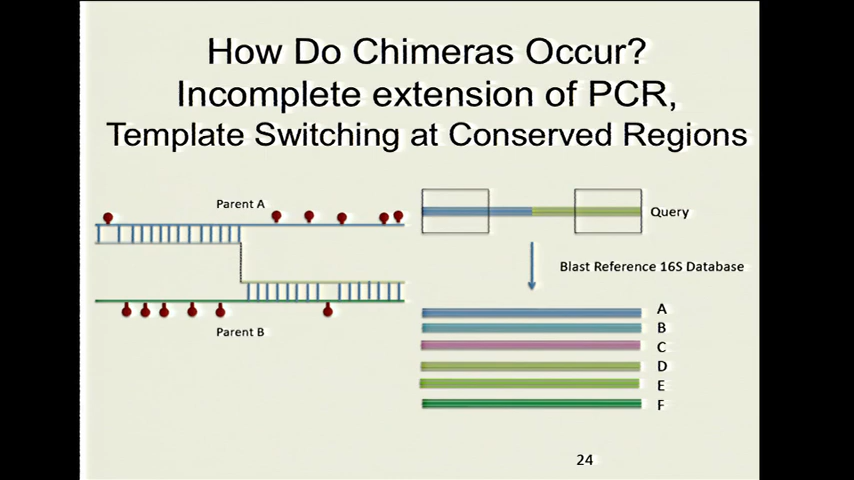 How Do Chimeras Occur?
Incomplete extension of PCR,
Template Switching at Conserved Regions
Parent A
Parent B
Query
Blast Reference 16S Database
A
B
C
D
E
F
24